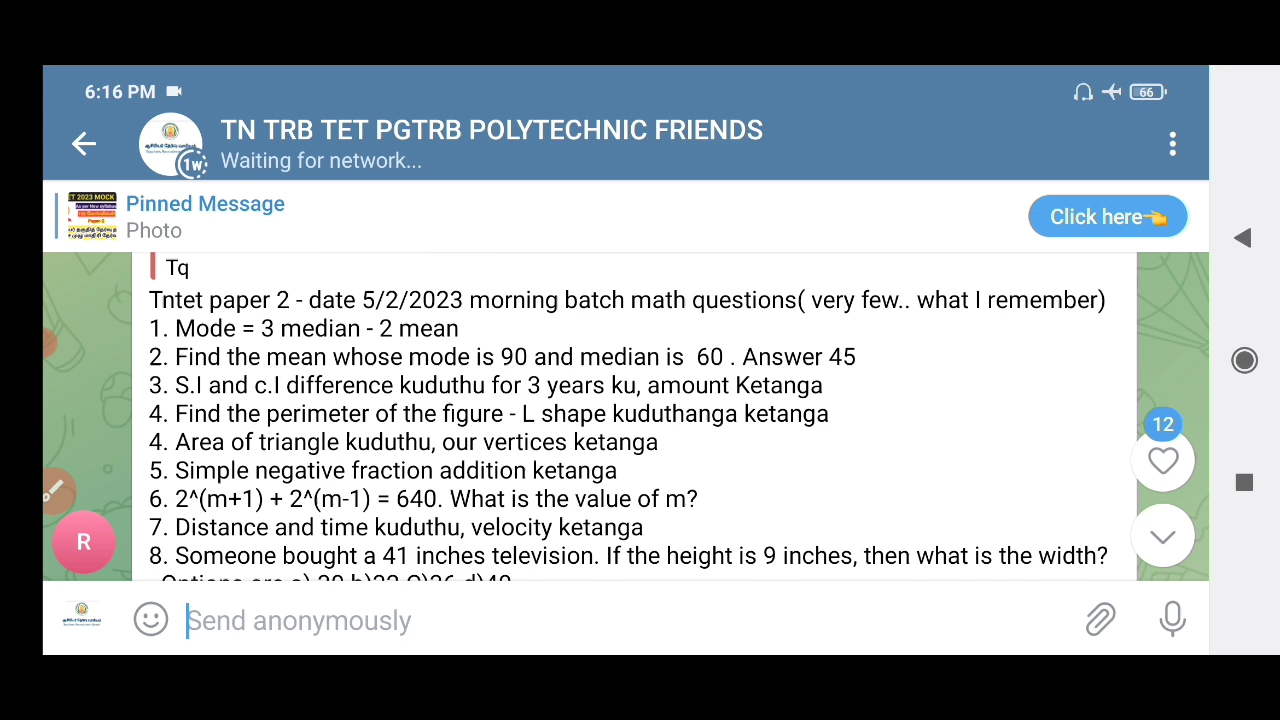 6:16 PM
66
TN TRB TET PGTRB POLYTECHNIC FRIENDS
1w
Waiting for network...
Pinned Message
Photo
Click here
Tq
Tntet paper 2 - date 5/2/2023 morning batch math questions( very few.. what I remember)
1. Mode = 3 median - 2 mean
2. Find the mean whose mode is 90 and median is  60 . Answer 45
3. S.I and c.I difference kuduthu for 3 years ku, amount Ketanga
4. Find the perimeter of the figure - L shape kuduthanga ketanga
4. Area of triangle kuduthu, our vertices ketanga
12
5. Simple negative fraction addition ketanga
6. 2^(m+1) + 2^(m-1) = 640. What is the value of m?
7. Distance and time kuduthu, velocity ketanga
R
8. Someone bought a 41 inches television. If the height is 9 inches, then what is the width?
Send anonymously